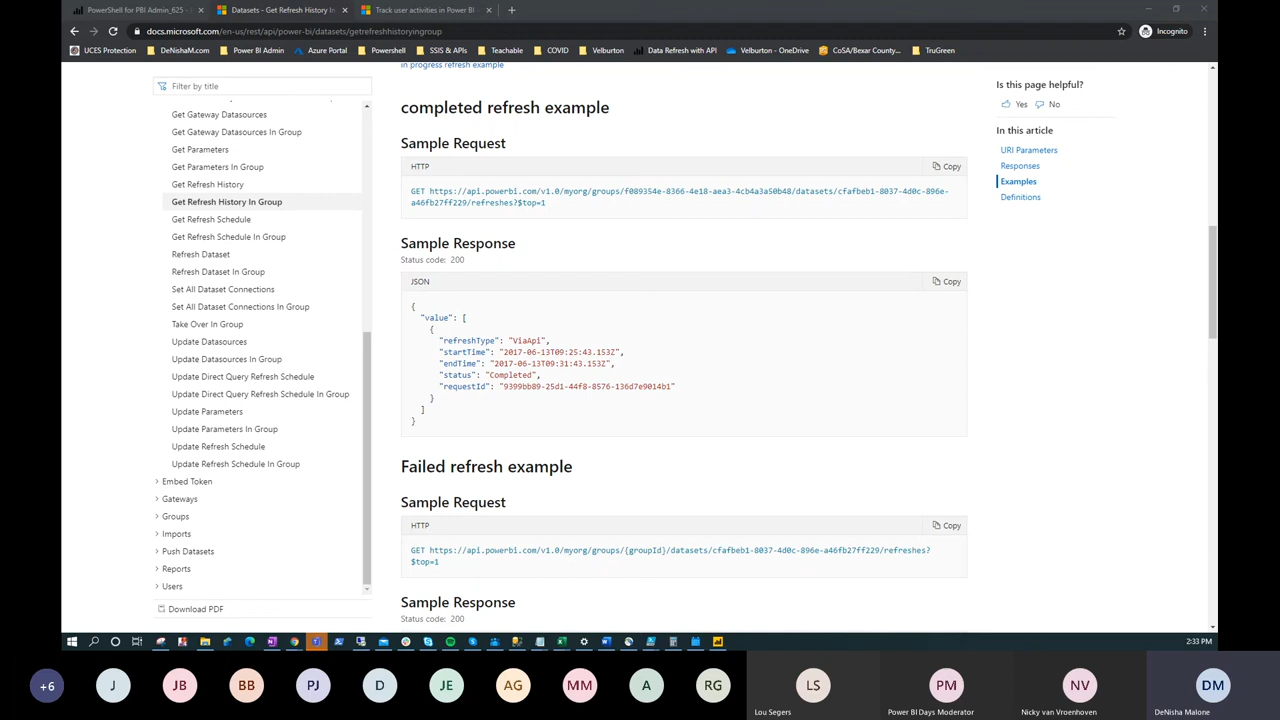 PowerShell for PBI Admin_625 -
Datasets - Get Refresh History In
Track user activities in Power BI -
docs.microsoft.com/en-us/rest/api/power-bi/datasets/getrefreshhistoryingroup
Incognito
UCES Protection
DeNishaM.com
Power BI Admin
Azure Portal
Powershell
SSIS & APIs
Teachable
COVID
Velburton
Data Refresh with API
Velburton - OneDrive
CoSA/Bexar County...
TruGreen
Filter by title
Get Gateway Datasources
Get Gateway Datasources In Group
Get Parameters
Get Parameters In Group
Get Refresh History
Get Refresh History In Group
Get Refresh Schedule
Get Refresh Schedule In Group
Refresh Dataset
Refresh Dataset In Group
Set All Dataset Connections
Set All Dataset Connections In Group
Take Over In Group
Update Datasources
Update Datasources In Group
Update Direct Query Refresh Schedule
Update Direct Query Refresh Schedule In Group
Update Parameters
Update Parameters In Group
Update Refresh Schedule
Update Refresh Schedule In Group
Embed Token
Gateways
Groups
Imports
Push Datasets
Reports
Users
Download PDF
in progress refresh example
completed refresh example
Sample Request
HTTP
Copy
GET https://api.powerbi.com/v1.0/myorg/groups/f089354e-8366-4e18-aea3-4cb4a3a50b48/datasets/cfafbeb1-8037-4d0c-896e-
a46fb27ff229/refreshes?$top=1
Sample Response
Status code: 200
JSON
Copy
{
"value": [
{
"refreshType": "ViaApi",
"startTime": "2017-06-13T09:25:43.153Z",
"endTime": "2017-06-13T09:31:43.153Z",
"status": "Completed",
"requestId": "9399bb89-25d1-44f8-8576-136d7e9014b1"
}
]
}
Failed refresh example
Sample Request
HTTP
Copy
GET https://api.powerbi.com/v1.0/myorg/groups/{groupId}/datasets/cfafbeb1-8037-4d0c-896e-a46fb27ff229/refreshes?
$top=1
Sample Response
Status code: 200
Is this page helpful?
Yes
No
In this article
URI Parameters
Responses
Examples
Definitions
2:33 PM
+6
J
JB
BB
PJ
D
JE
AG
MM
A
RG
LS
Lou Segers
PM
Power BI Days Moderator
NV
Nicky van Vroenhoven
DM
DeNisha Malone